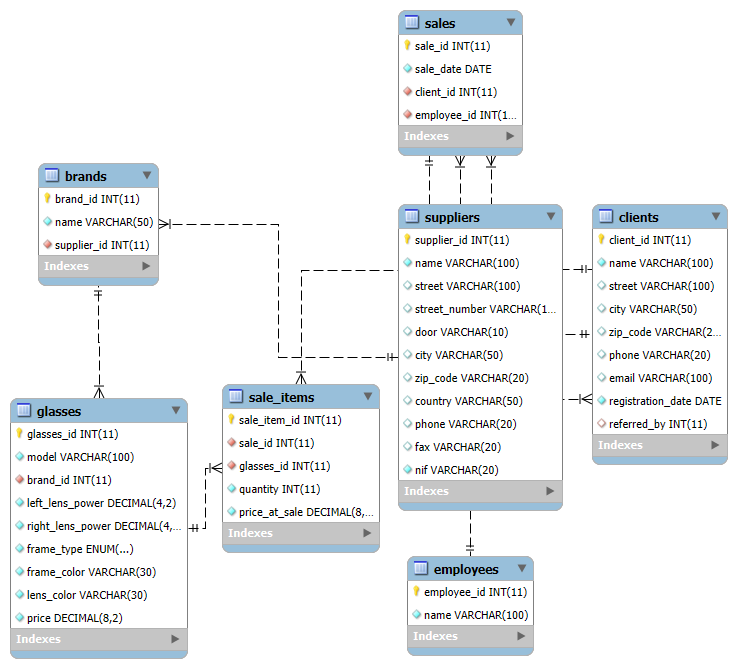 sales
sale_id INT(11)
sale_date DATE
client_id INT(11)
employee_id INT(1...
Indexes
brands
brand_id INT(11)
name VARCHAR(50)
supplier_id INT(11)
Indexes
suppliers
supplier_id INT(11)
name VARCHAR(100)
street VARCHAR(100)
street_number VARCHAR(1...
door VARCHAR(10)
city VARCHAR(50)
zip_code VARCHAR(20)
country VARCHAR(50)
phone VARCHAR(20)
fax VARCHAR(20)
nif VARCHAR(20)
Indexes
clients
client_id INT(11)
name VARCHAR(100)
street VARCHAR(100)
city VARCHAR(50)
zip_code VARCHAR(2...
phone VARCHAR(20)
email VARCHAR(100)
registration_date DATE
referred_by INT(11)
Indexes
glasses
glasses_id INT(11)
model VARCHAR(100)
brand_id INT(11)
left_lens_power DECIMAL(4,2)
right_lens_power DECIMAL(4,...
frame_type ENUM(...)
frame_color VARCHAR(30)
lens_color VARCHAR(30)
price DECIMAL(8,2)
Indexes
sale_items
sale_item_id INT(11)
sale_id INT(11)
glasses_id INT(11)
quantity INT(11)
price_at_sale DECIMAL(8,...
Indexes
employees
employee_id INT(11)
name VARCHAR(100)
Indexes